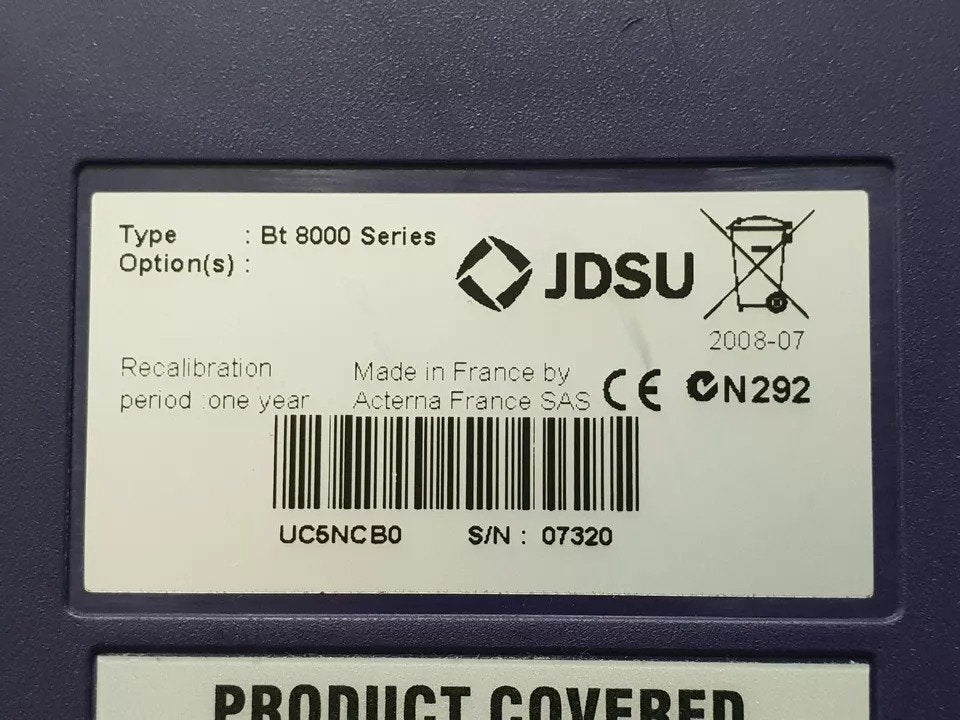 Type : Bt 8000 Series
Option(s) :
JDSU
2008-07
Recalibration
period :one year
Made in France by
Acterna France SAS
CE N292
UC5NCB0 S/N : 07320
PRODUCT COVERED